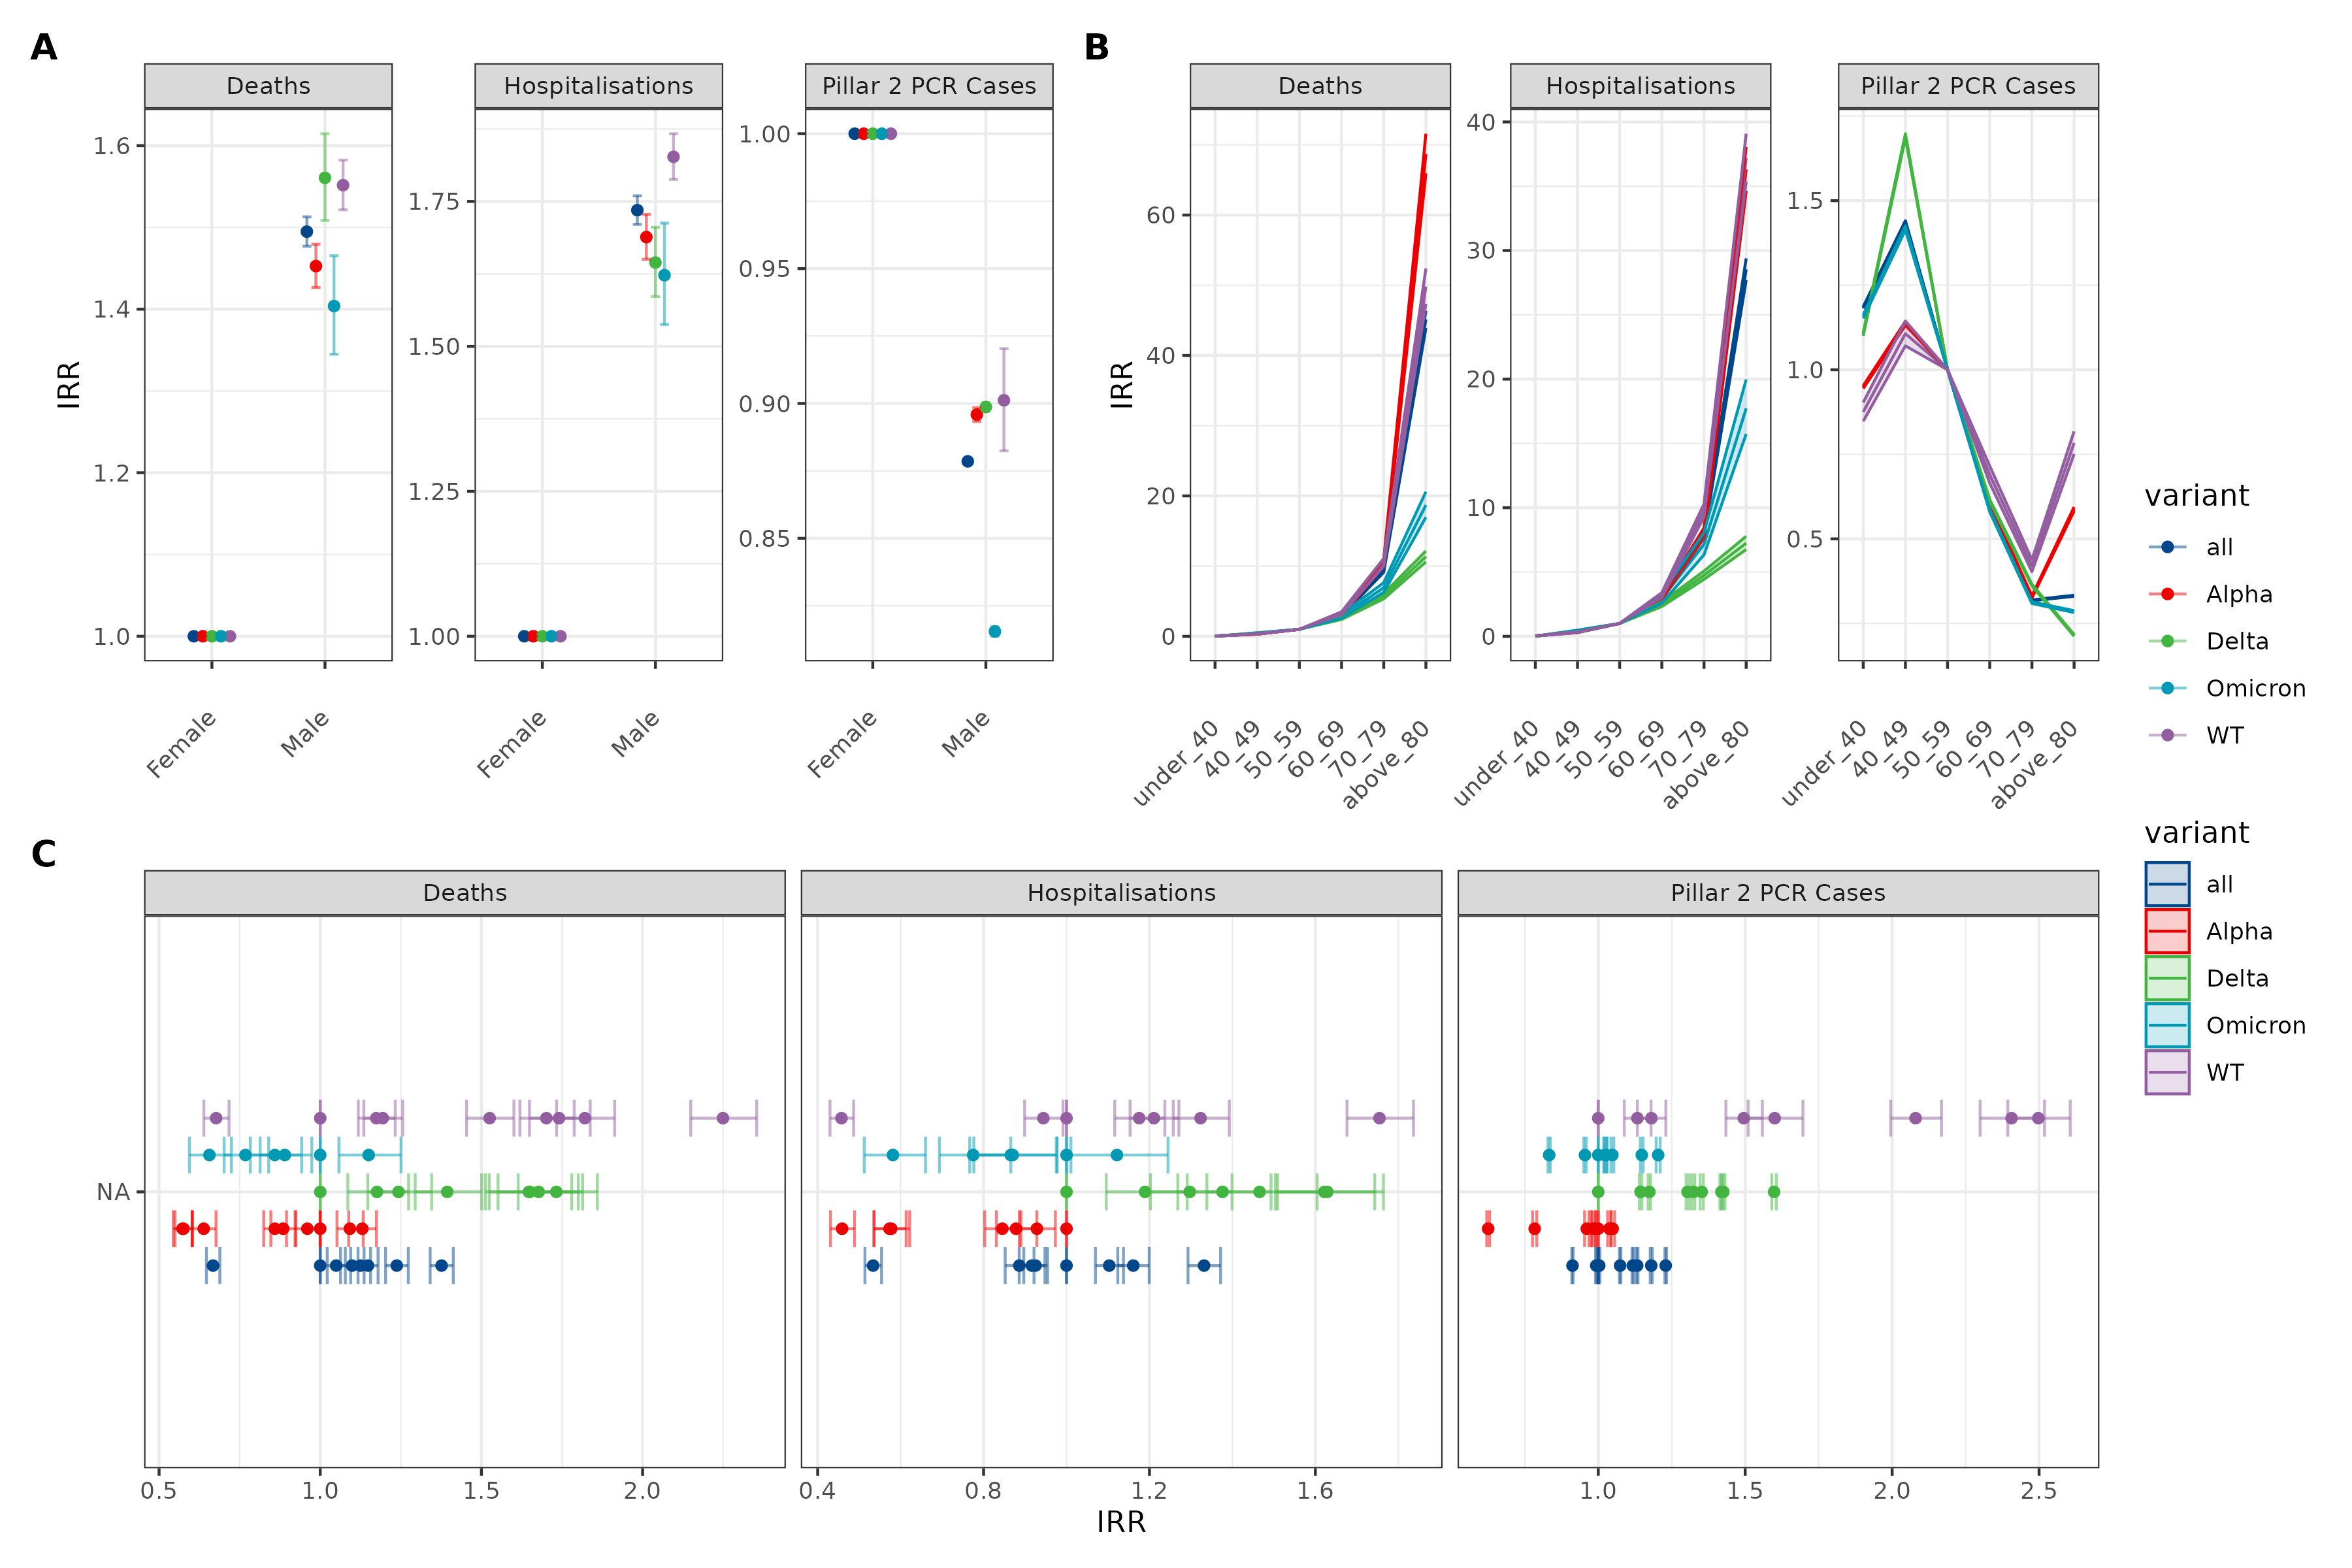 A
B
Deaths
Hospitalisations
Pillar 2 PCR Cases
Deaths
Hospitalisations
Pillar 2 PCR Cases
IRR
1.6
1.4
1.2
1.0
1.75
1.50
1.25
1.00
1.00
0.95
0.90
0.85
IRR
60
40
20
0
40
30
20
10
0
1.5
1.0
0.5
Female
Male
Female
Male
Female
Male
under_40
40_49
50_59
60_69
70_79
above_80
under_40
40_49
50_59
60_69
70_79
above_80
under_40
40_49
50_59
60_69
70_79
above_80
variant
all
Alpha
Delta
Omicron
WT
variant
all
Alpha
Delta
Omicron
WT
C
Deaths
Hospitalisations
Pillar 2 PCR Cases
NA
0.5
1.0
1.5
2.0
0.4
0.8
1.2
1.6
1.0
1.5
2.0
2.5
IRR